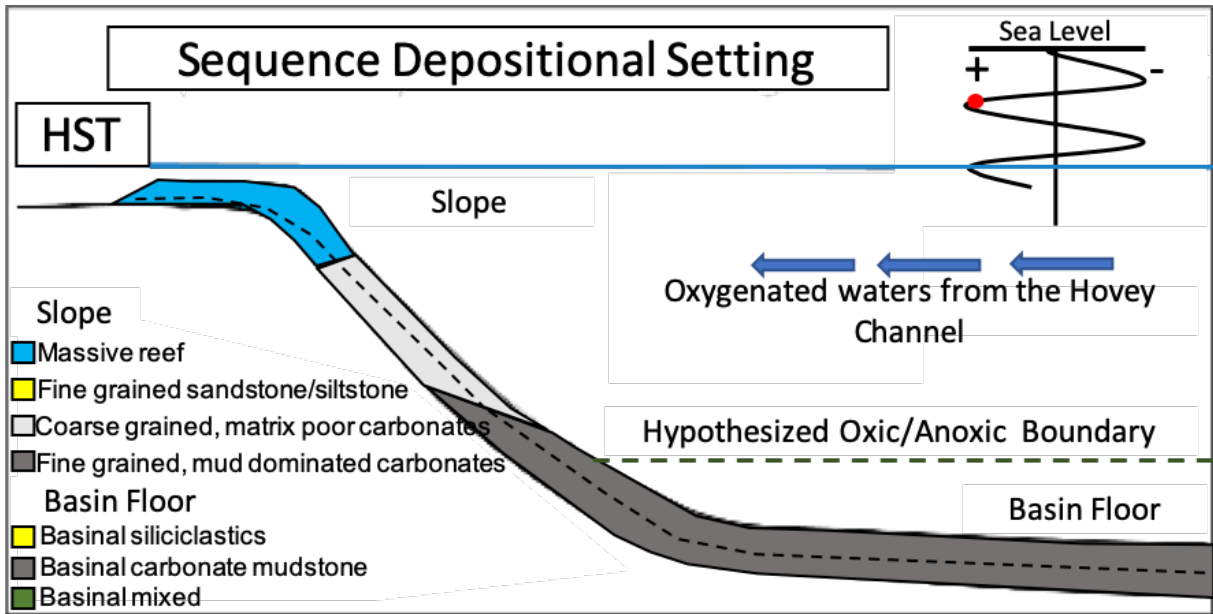 Sequence Depositional Setting
Sea Level
+
-
HST
Slope
Oxygenated waters from the Hovey
Channel
Slope
Massive reef
Fine grained sandstone/siltstone
Coarse grained, matrix poor carbonates
Fine grained, mud dominated carbonates
Hypothesized Oxic/Anoxic Boundary
Basin Floor
Basin Floor
Basinal siliciclastics
Basinal carbonate mudstone
Basinal mixed